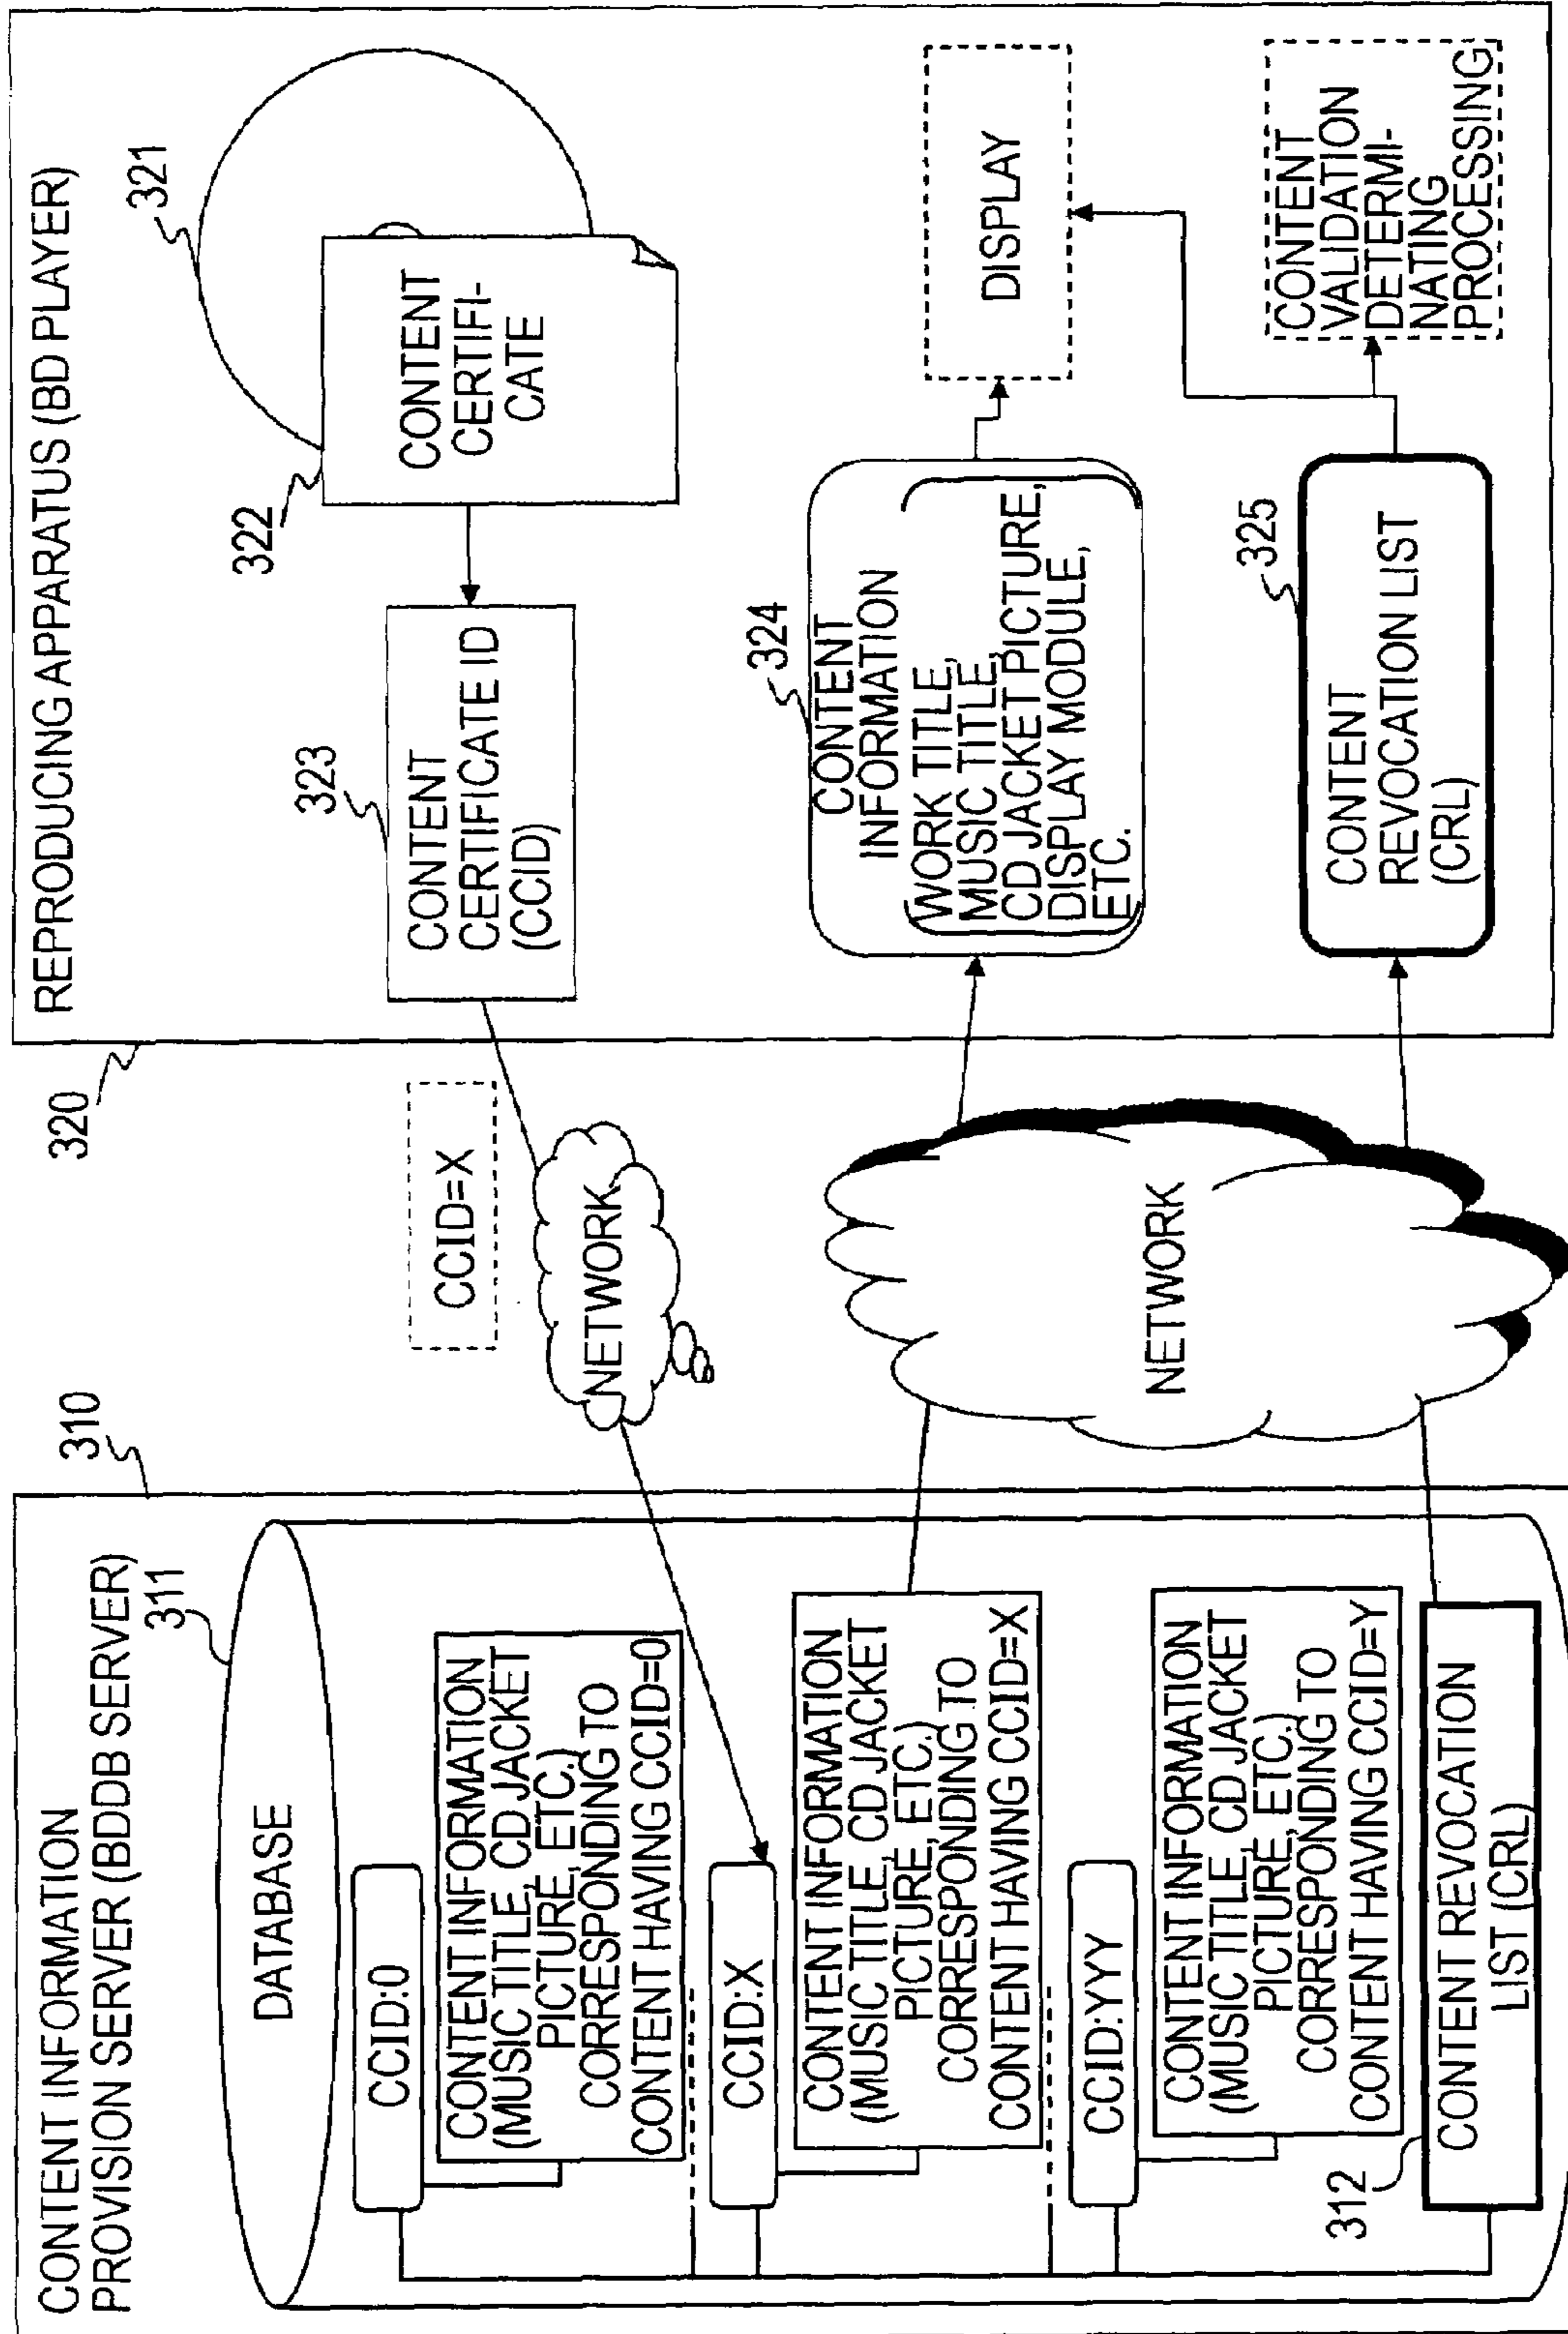 CONTENT INFORMATION
PROVISION SERVER (BDDB SERVER)
310
311
DATABASE
CCID:0
CONTENT INFORMATION
(MUSIC TITLE, CD JACKET
PICTURE, ETC.)
CORRESPONDING TO
CONTENT HAVING CCID=0
CCID:X
CONTENT INFORMATION
(MUSIC TITLE, CD JACKET
PICTURE, ETC.)
CORRESPONDING TO
CONTENT HAVING CCID=X
CCID:YYY
CONTENT INFORMATION
(MUSIC TITLE, CD JACKET
PICTURE, ETC.)
CORRESPONDING TO
CONTENT HAVING CCID=Y
312
CONTENT REVOCATION
LIST (CRL)
CCID=X
NETWORK
NETWORK
320
REPRODUCING APPARATUS (BD PLAYER)
321
322
CONTENT
CERTIFI-
CATE
323
CONTENT
CERTIFICATE ID
(CCID)
324
CONTENT
INFORMATION
WORK TITLE,
MUSIC TITLE,
CD JACKET PICTURE,
DISPLAY MODULE,
ETC.
DISPLAY
325
CONTENT
REVOCATION LIST
(CRL)
CONTENT
VALIDATION
DETERMI-
NATING
PROCESSING